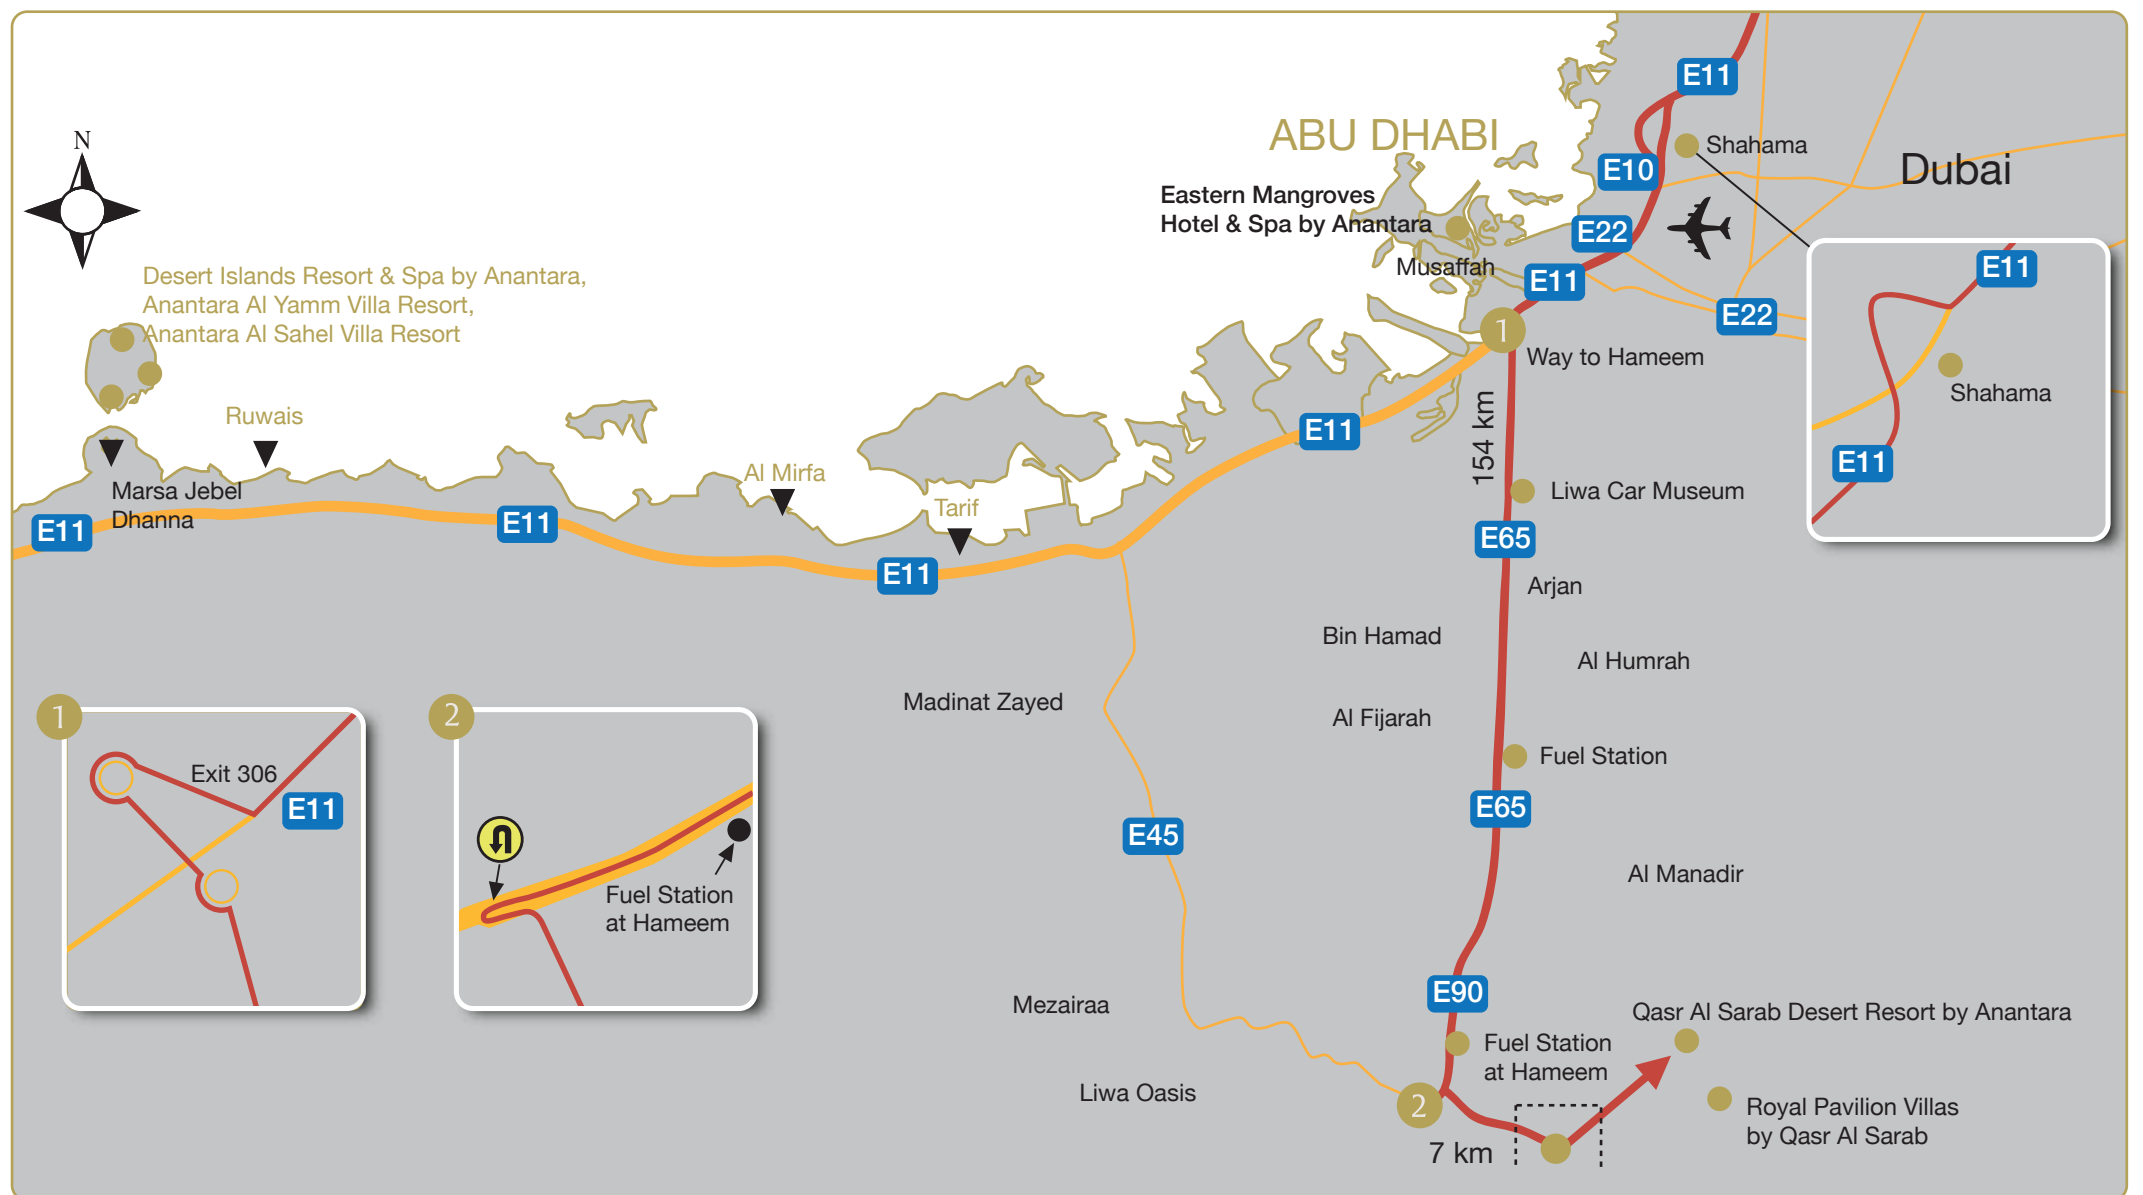 E11
ABU DHABI
Shahama
Dubai
E10
N
Eastern Mangroves
Hotel & Spa by Anantara
E22
Musaffah
E11
E11
Desert Islands Resort & Spa by Anantara,
Anantara Al Yamm Villa Resort,
Anantara Al Sahel Villa Resort
E22
1
Way to Hameem
Shahama
E11
Ruwais
E11
154 km
Al Mirfa
Liwa Car Museum
Marsa Jebel
Dhanna
Tarif
E11
E11
E11
E65
Arjan
Bin Hamad
Al Humrah
Madinat Zayed
Al Fijarah
1
Exit 306
E11
2
Fuel Station
at Hameem
Fuel Station
E65
E45
Al Manadir
E90
Mezairaa
Qasr Al Sarab Desert Resort by Anantara
Fuel Station
at Hameem
Liwa Oasis
2
7 km
Royal Pavilion Villas
by Qasr Al Sarab